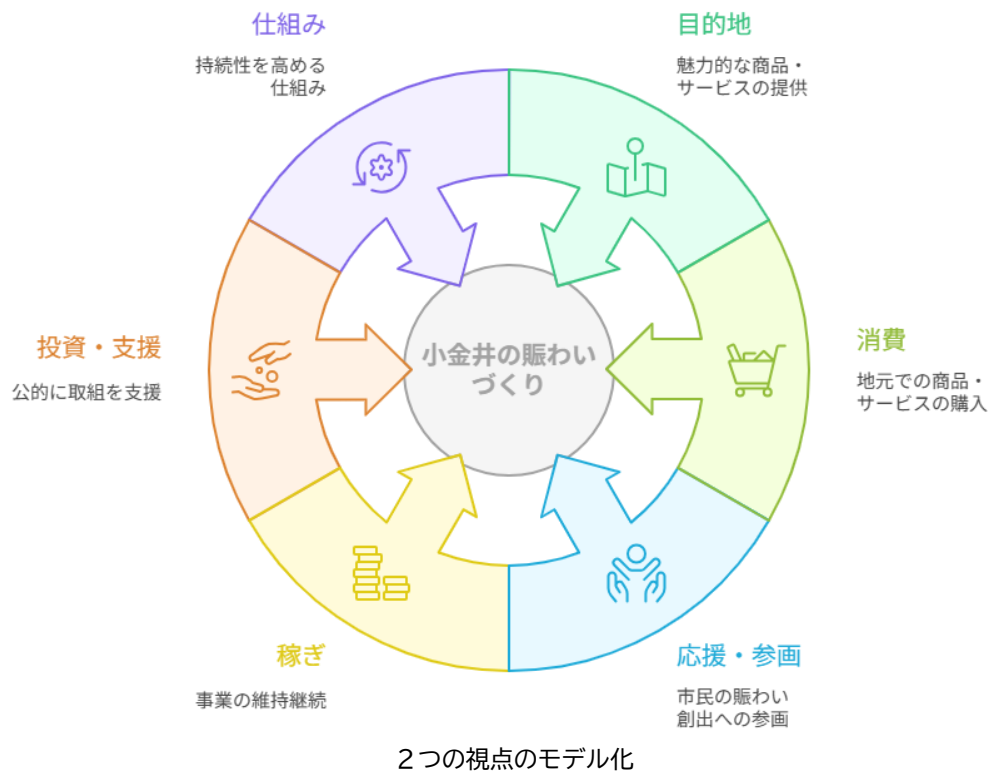 仕組み
持続性を高める
仕組み
目的地
魅力的な商品・
サービスの提供
投資・支援
公的に取組を支援
小金井の賑わい
づくり
消費
地元での商品・
サービスの購入
稼ぎ
事業の維持継続
応援・参画
市民の賑わい
創出への参画
２つの視点のモデル化